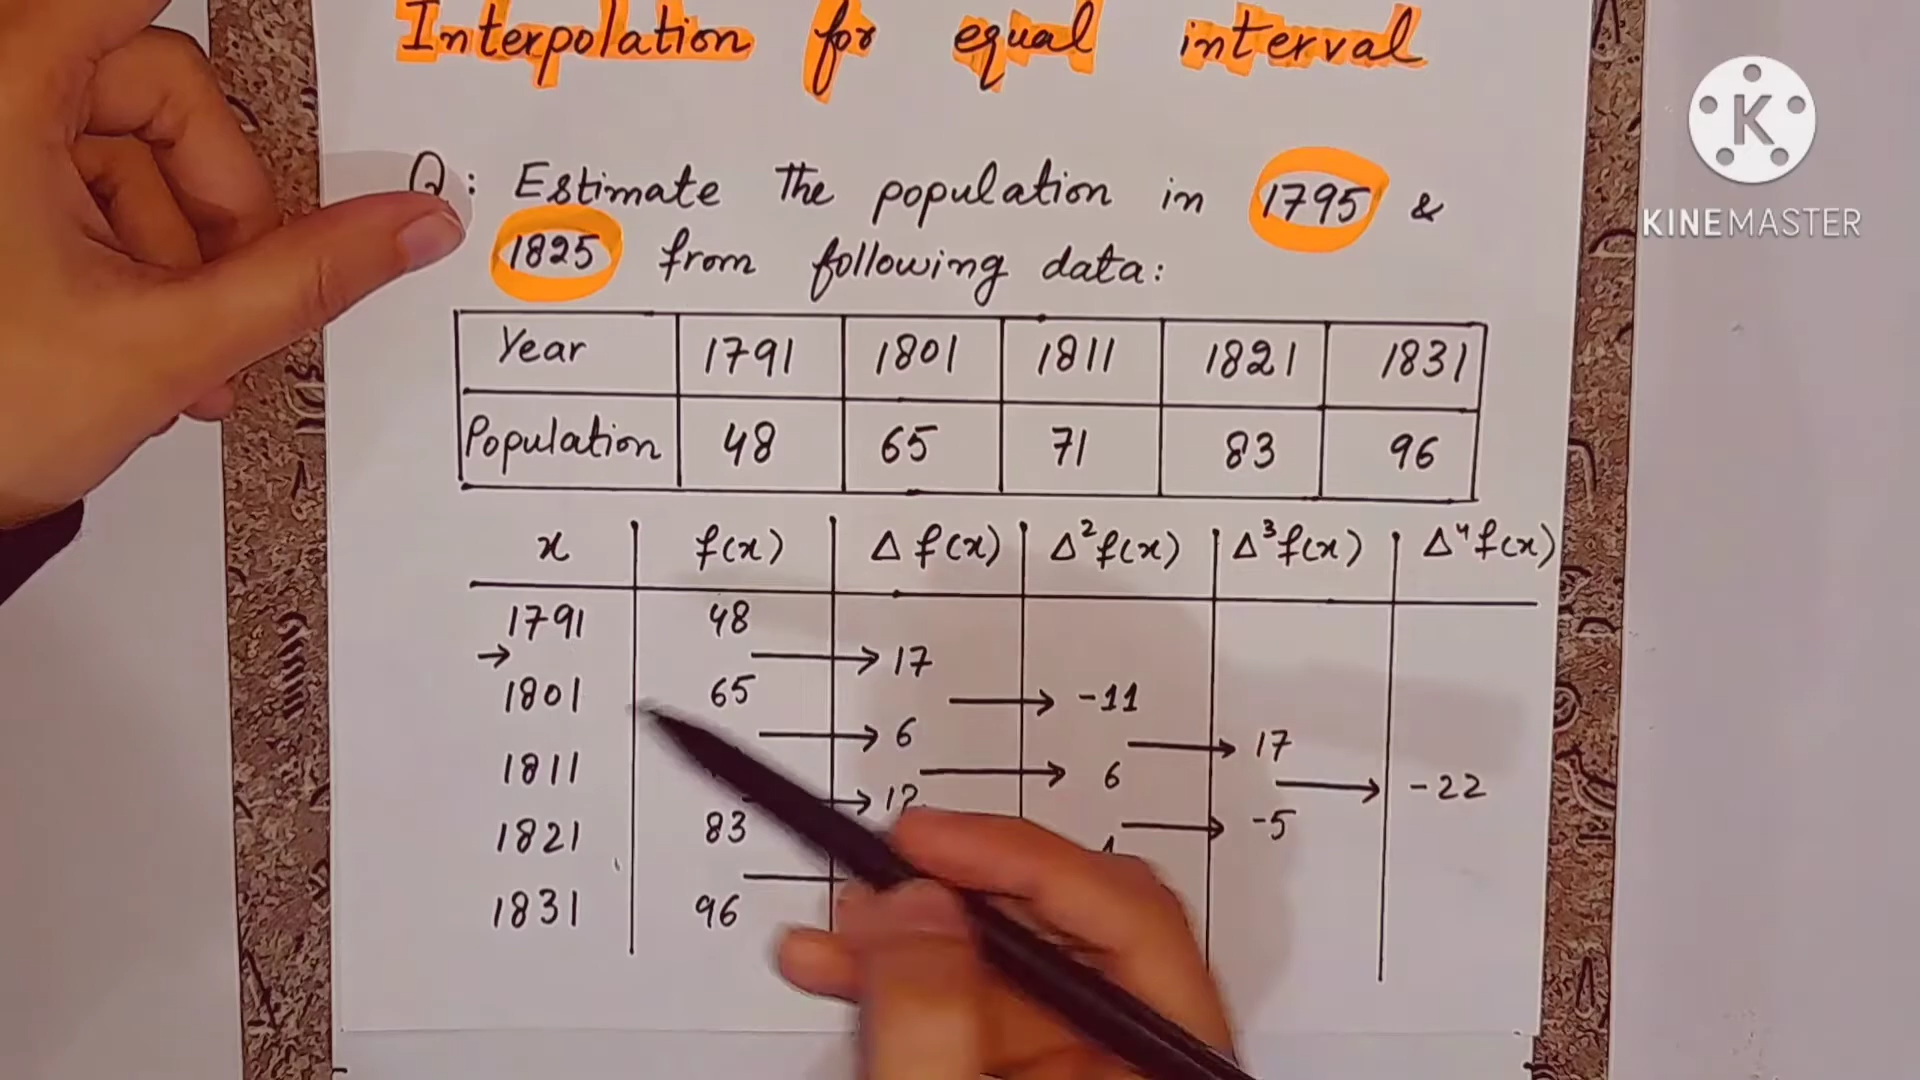 Interpolation for equal interval
K
KINEMASTER
Q: Estimate the population in 1795 &
1825 from following data:
Year 1791 1801 1811 1821 1831
Population 48 65 71 83 96
x f(x) Δ f(x) Δ²f(x) Δ³f(x) Δ⁴f(x)
1791 48
→ → 17
1801 65 → -11
→ 6 → 17
1811 → 6 → -22
→ 12 → -5
1821 83
1831 96